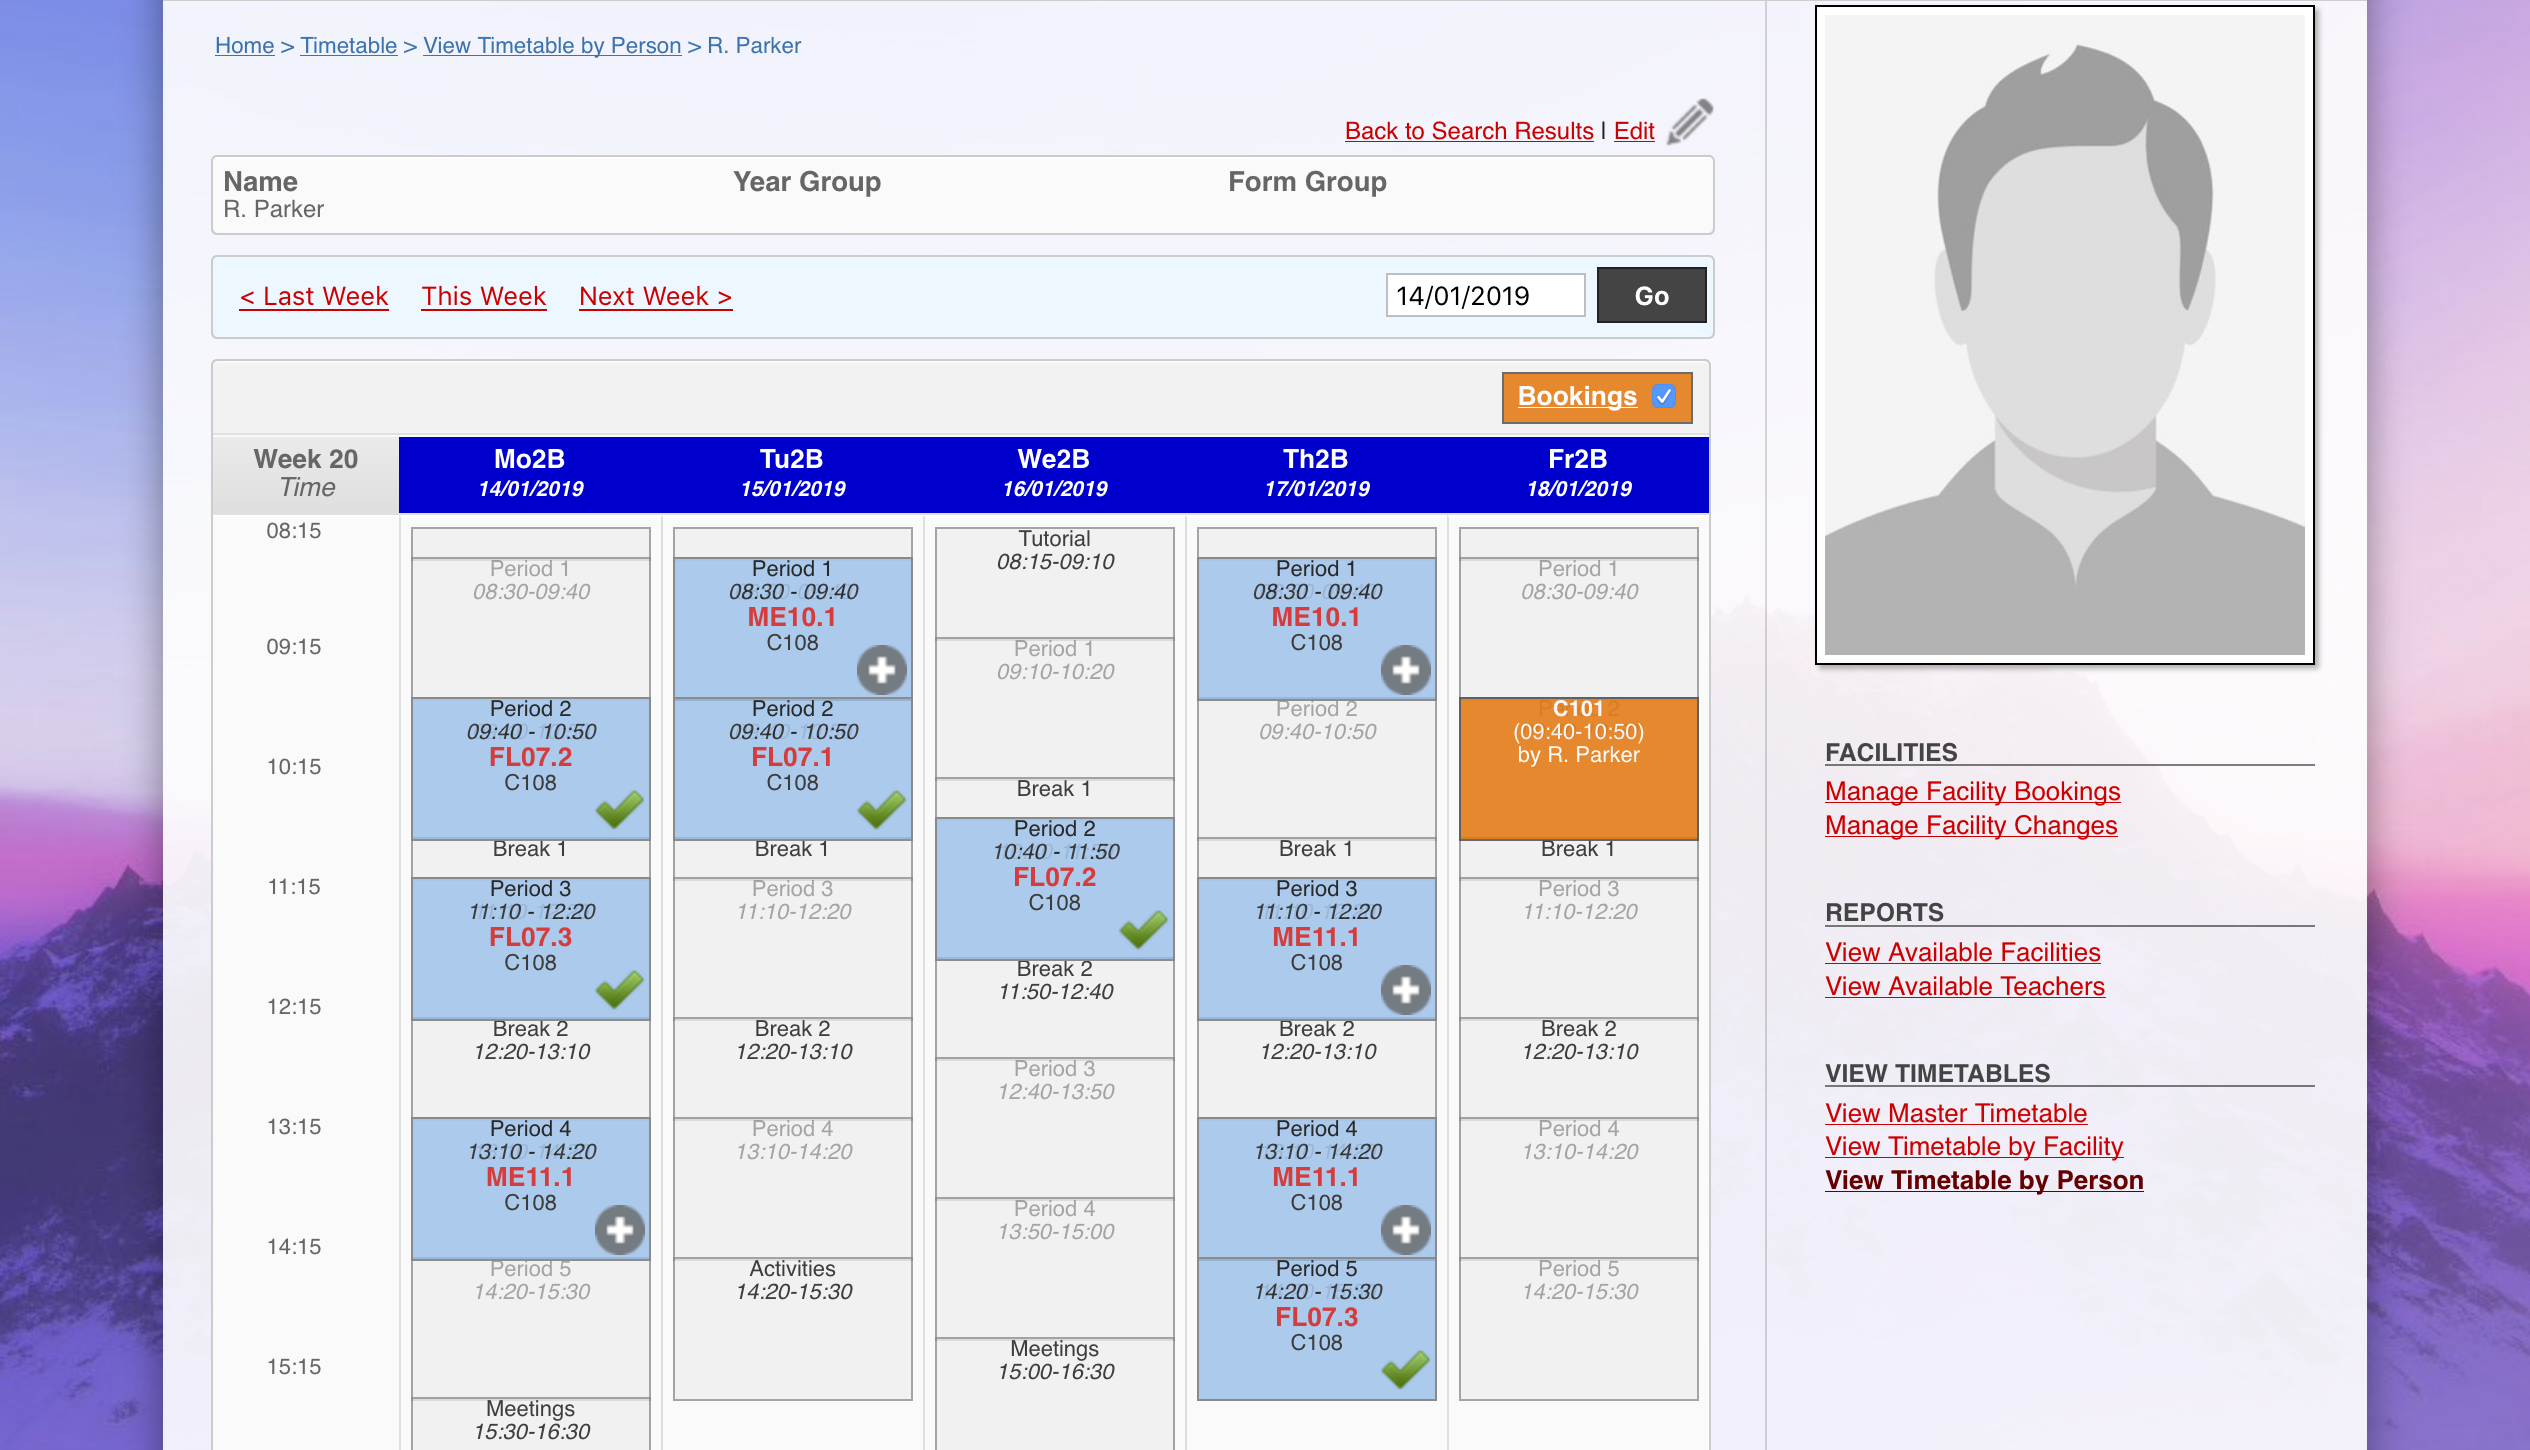 Home > Timetable > View Timetable by Person > R. Parker
Back to Search Results | Edit
Name
R. Parker
Year Group
Form Group
< Last Week
This Week
Next Week >
14/01/2019
Go
Bookings
Week 20
Time
Mo2B
14/01/2019
Tu2B
15/01/2019
We2B
16/01/2019
Th2B
17/01/2019
Fr2B
18/01/2019
08:15
09:15
10:15
11:15
12:15
13:15
14:15
15:15
Period 1
08:30-09:40
Period 2
09:40 - 10:50
FL07.2
C108
Break 1
Period 3
11:10 - 12:20
FL07.3
C108
Break 2
12:20-13:10
Period 4
13:10 - 14:20
ME11.1
C108
Period 5
14:20-15:30
Meetings
15:30-16:30
Period 1
08:30 - 09:40
ME10.1
C108
Period 2
09:40 - 10:50
FL07.1
C108
Break 1
Period 3
11:10-12:20
Break 2
12:20-13:10
Period 4
13:10-14:20
Activities
14:20-15:30
Tutorial
08:15-09:10
Period 1
09:10-10:20
Break 1
Period 2
10:40 - 11:50
FL07.2
C108
Break 2
11:50-12:40
Period 3
12:40-13:50
Period 4
13:50-15:00
Meetings
15:00-16:30
Period 1
08:30 - 09:40
ME10.1
C108
Period 2
09:40-10:50
Break 1
Period 3
11:10 - 12:20
ME11.1
C108
Break 2
12:20-13:10
Period 4
13:10 - 14:20
ME11.1
C108
Period 5
14:20 - 15:30
FL07.3
C108
Period 1
08:30-09:40
C101
(09:40-10:50)
by R. Parker
Break 1
Period 3
11:10-12:20
Break 2
12:20-13:10
Period 4
13:10-14:20
Period 5
14:20-15:30
FACILITIES
Manage Facility Bookings
Manage Facility Changes
REPORTS
View Available Facilities
View Available Teachers
VIEW TIMETABLES
View Master Timetable
View Timetable by Facility
View Timetable by Person